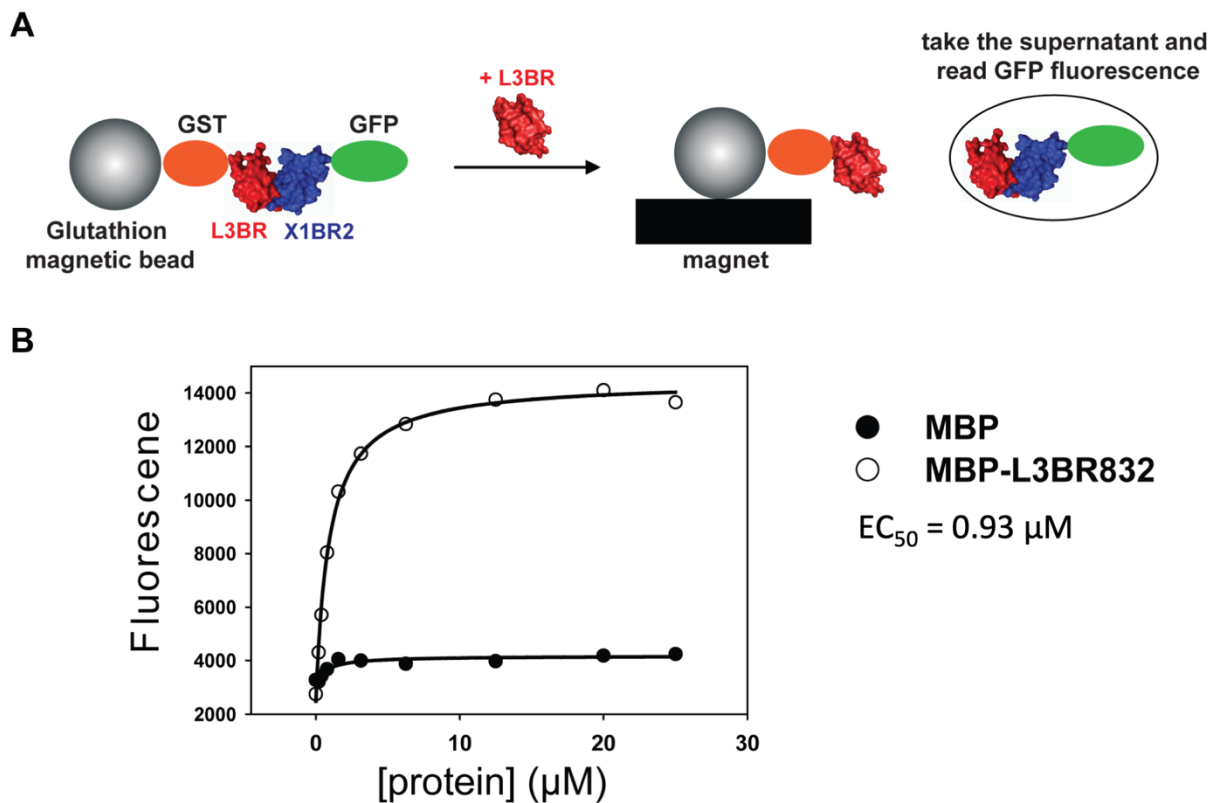 A
take the supernatant and
read GFP fluorescence
+ L3BR
GST
GFP
Glutathion
magnetic bead
L3BR
X1BR2
magnet
B
14000
12000
10000
8000
6000
4000
2000
Fluorescene
0
10
20
30
[protein] (μM)
MBP
MBP-L3BR832
EC50 = 0.93 μM